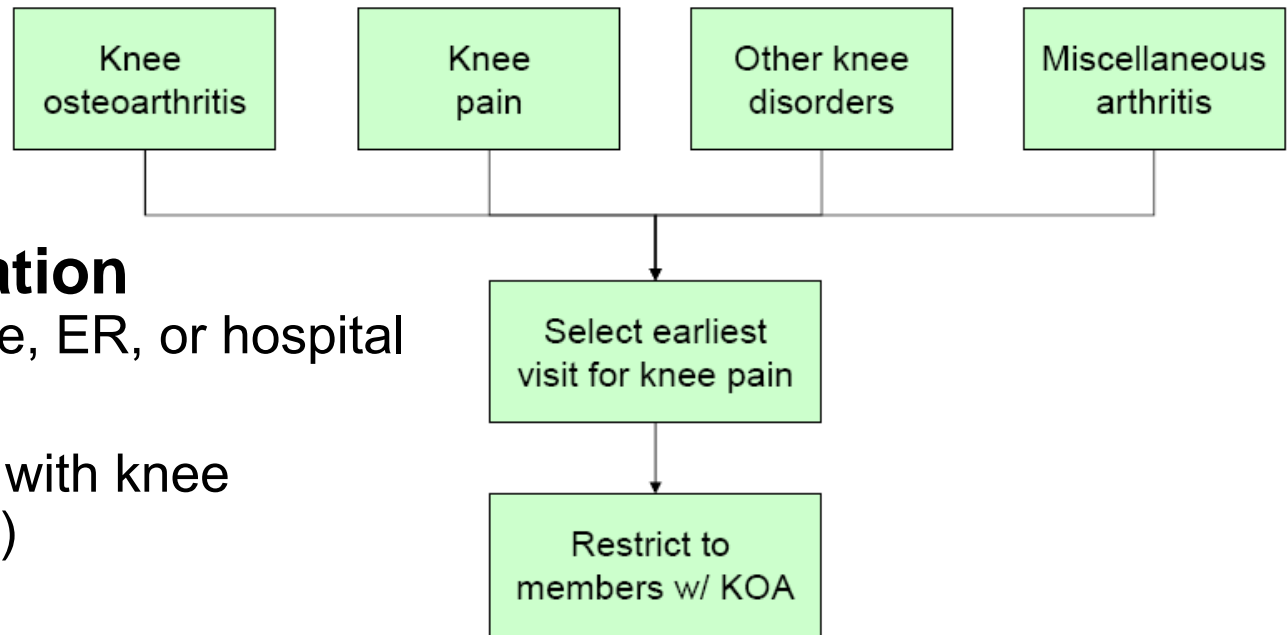 Knee
osteoarthritis
Knee
pain
Other knee
disorders
Miscellaneous
arthritis
ER, or hospital
with knee
)
Select earliest
visit for knee pain
Restrict to
members w/ KOA